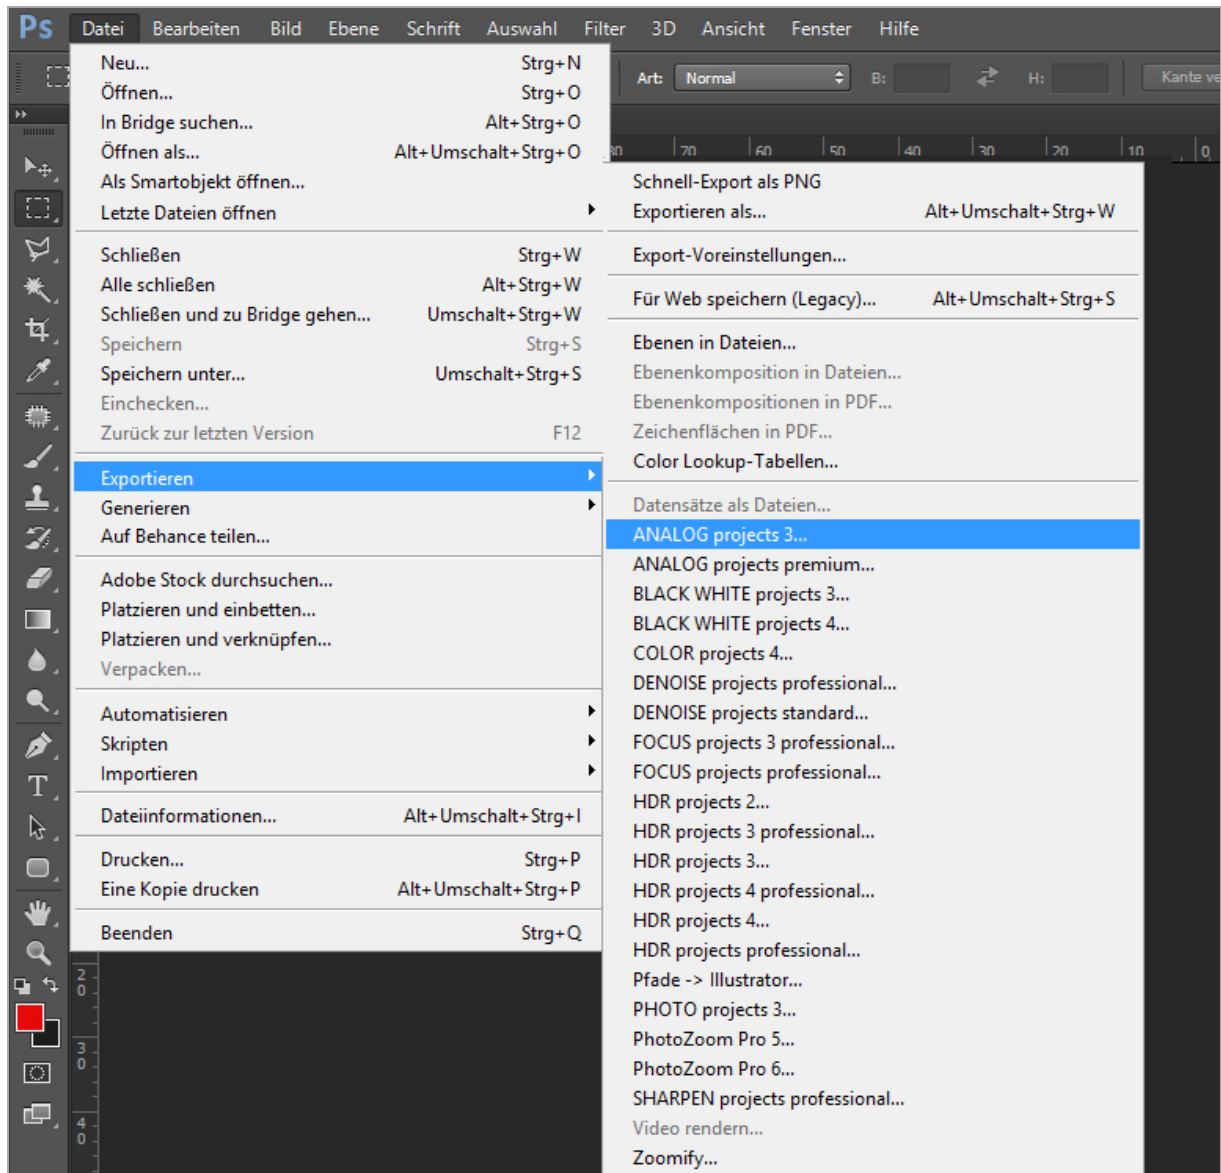 Ps Datei Bearbeiten Bild Ebene Schrift Auswahl Filter 3D Ansicht Fenster Hilfe
Art: Normal B: H: Kante ve
80 70 60 50 40 30 20 10 0
Neu... Strg+N
Öffnen... Strg+O
In Bridge suchen... Alt+Strg+O
Öffnen als... Alt+Umschalt+Strg+O
Als Smartobjekt öffnen...
Letzte Dateien öffnen
Schließen Strg+W
Alle schließen Alt+Strg+W
Schließen und zu Bridge gehen... Umschalt+Strg+W
Speichern Strg+S
Speichern unter... Umschalt+Strg+S
Einchecken...
Zurück zur letzten Version F12
Exportieren
Generieren
Auf Behance teilen...
Adobe Stock durchsuchen...
Platzieren und einbetten...
Platzieren und verknüpfen...
Verpacken...
Automatisieren
Skripten
Importieren
Dateiinformationen... Alt+Umschalt+Strg+I
Drucken... Strg+P
Eine Kopie drucken Alt+Umschalt+Strg+P
Beenden Strg+Q
Schnell-Export als PNG
Exportieren als... Alt+Umschalt+Strg+W
Export-Voreinstellungen...
Für Web speichern (Legacy)... Alt+Umschalt+Strg+S
Ebenen in Dateien...
Ebenenkomposition in Dateien...
Ebenenkompositionen in PDF...
Zeichenflächen in PDF...
Color Lookup-Tabellen...
Datensätze als Dateien...
ANALOG projects 3...
ANALOG projects premium...
BLACK WHITE projects 3...
BLACK WHITE projects 4...
COLOR projects 4...
DENOISE projects professional...
DENOISE projects standard...
FOCUS projects 3 professional...
FOCUS projects professional...
HDR projects 2...
HDR projects 3 professional...
HDR projects 3...
HDR projects 4 professional...
HDR projects 4...
HDR projects professional...
Pfade -> Illustrator...
PHOTO projects 3...
PhotoZoom Pro 5...
PhotoZoom Pro 6...
SHARPEN projects professional...
Video rendern...
Zoomify...
20
30
40